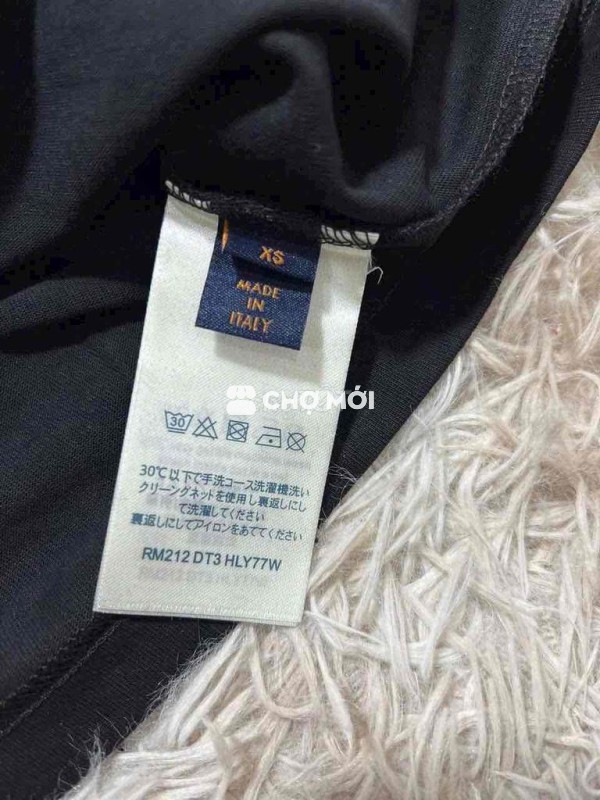 XS
MADE
IN
ITALY
CHỢ MỚI
30
30℃以下で手洗コース洗濯機洗い
クリーングネットを使用し裏返しにし
て洗濯してください
裏返しにしてアイロンをあててください
RM212 DT3 HLY77W
RM212 DT3 HLY77W